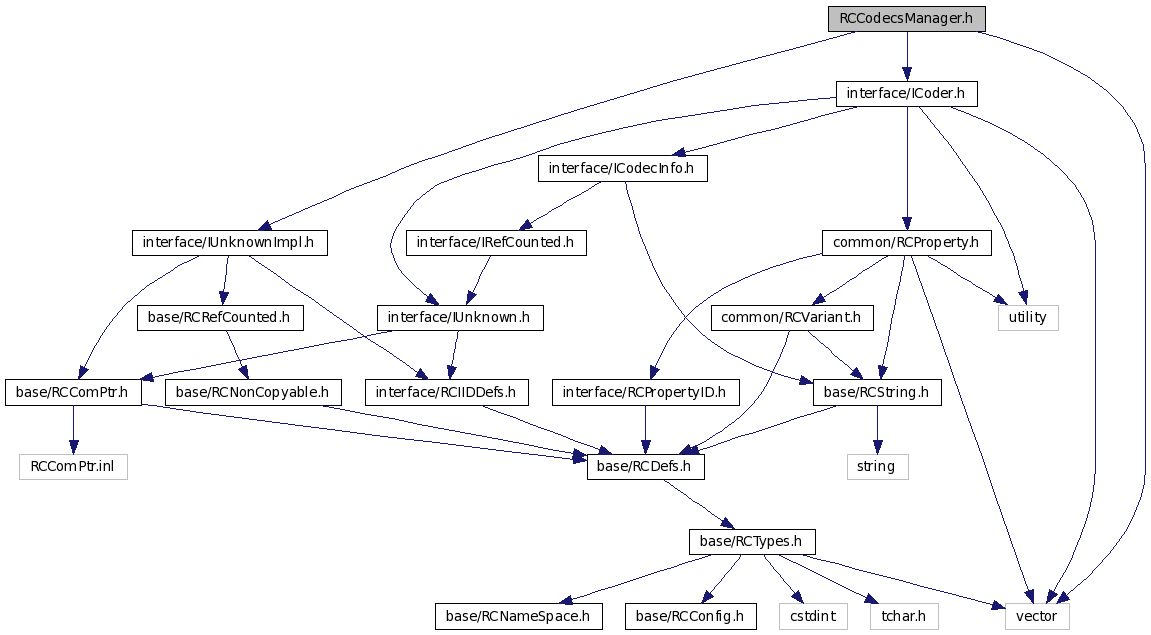 RCCodecsManager.h
interface/ICoder.h
interface/ICodecInfo.h
interface/IUnknownImpl.h
interface/IRefCounted.h
common/RCProperty.h
base/RCRefCounted.h
interface/IUnknown.h
common/RCVariant.h
utility
base/RCComPtr.h
base/RCNonCopyable.h
interface/RCIIDDefs.h
interface/RCPropertyID.h
base/RCString.h
RCComPtr.inl
base/RCDefs.h
string
base/RCTypes.h
base/RCNameSpace.h
base/RCConfig.h
cstdint
tchar.h
vector